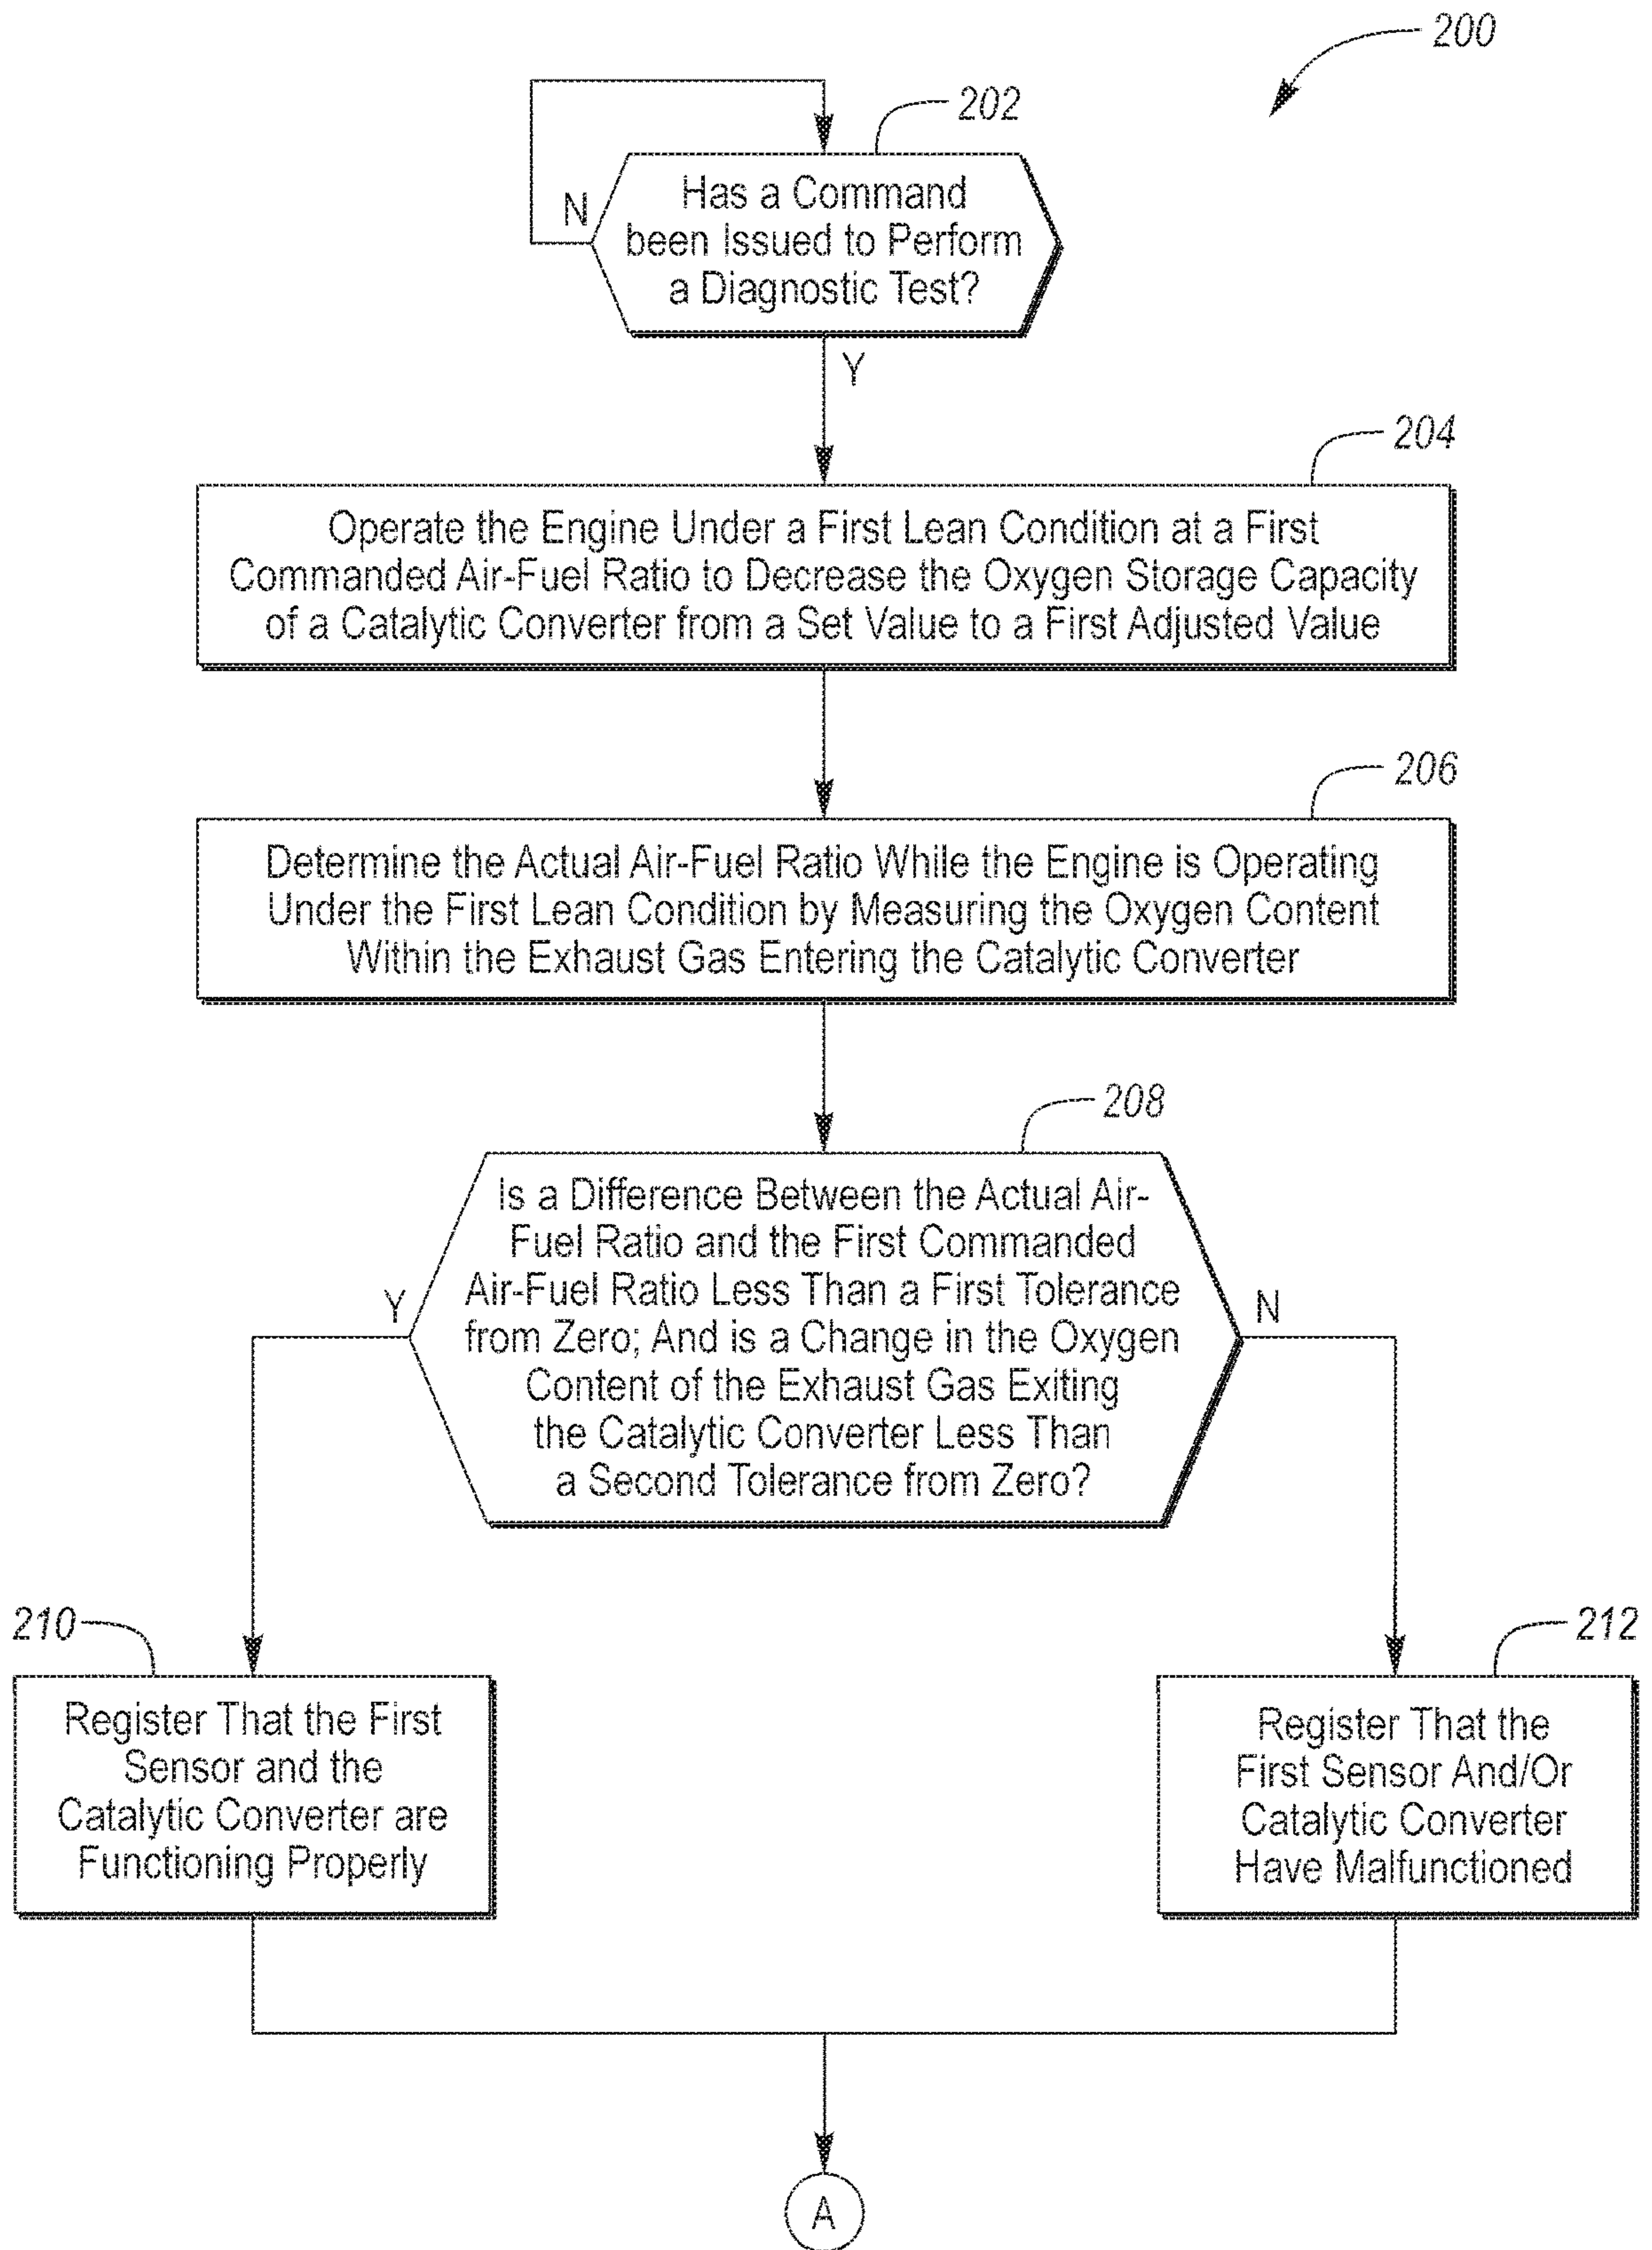 200
202
Has a Command
been Issued to Perform
a Diagnostic Test?
N
Y
204
Operate the Engine Under a First Lean Condition at a First
Commanded Air-Fuel Ratio to Decrease the Oxygen Storage Capacity
of a Catalytic Converter from a Set Value to a First Adjusted Value
206
Determine the Actual Air-Fuel Ratio While the Engine is Operating
Under the First Lean Condition by Measuring the Oxygen Content
Within the Exhaust Gas Entering the Catalytic Converter
208
Is a Difference Between the Actual Air-
Fuel Ratio and the First Commanded
Air-Fuel Ratio Less Than a First Tolerance
from Zero; And is a Change in the Oxygen
Content of the Exhaust Gas Exiting
the Catalytic Converter Less Than
a Second Tolerance from Zero?
Y
N
210
Register That the First
Sensor and the
Catalytic Converter are
Functioning Properly
212
Register That the
First Sensor And/Or
Catalytic Converter
Have Malfunctioned
A